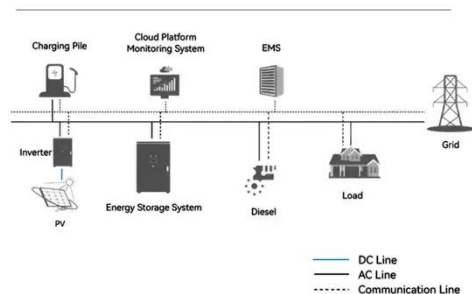 Charging Pile
Cloud Platform
Monitoring System
EMS
Grid
Inverter
PV
Energy Storage System
Diesel
Load
DC Line
AC Line
Communication Line